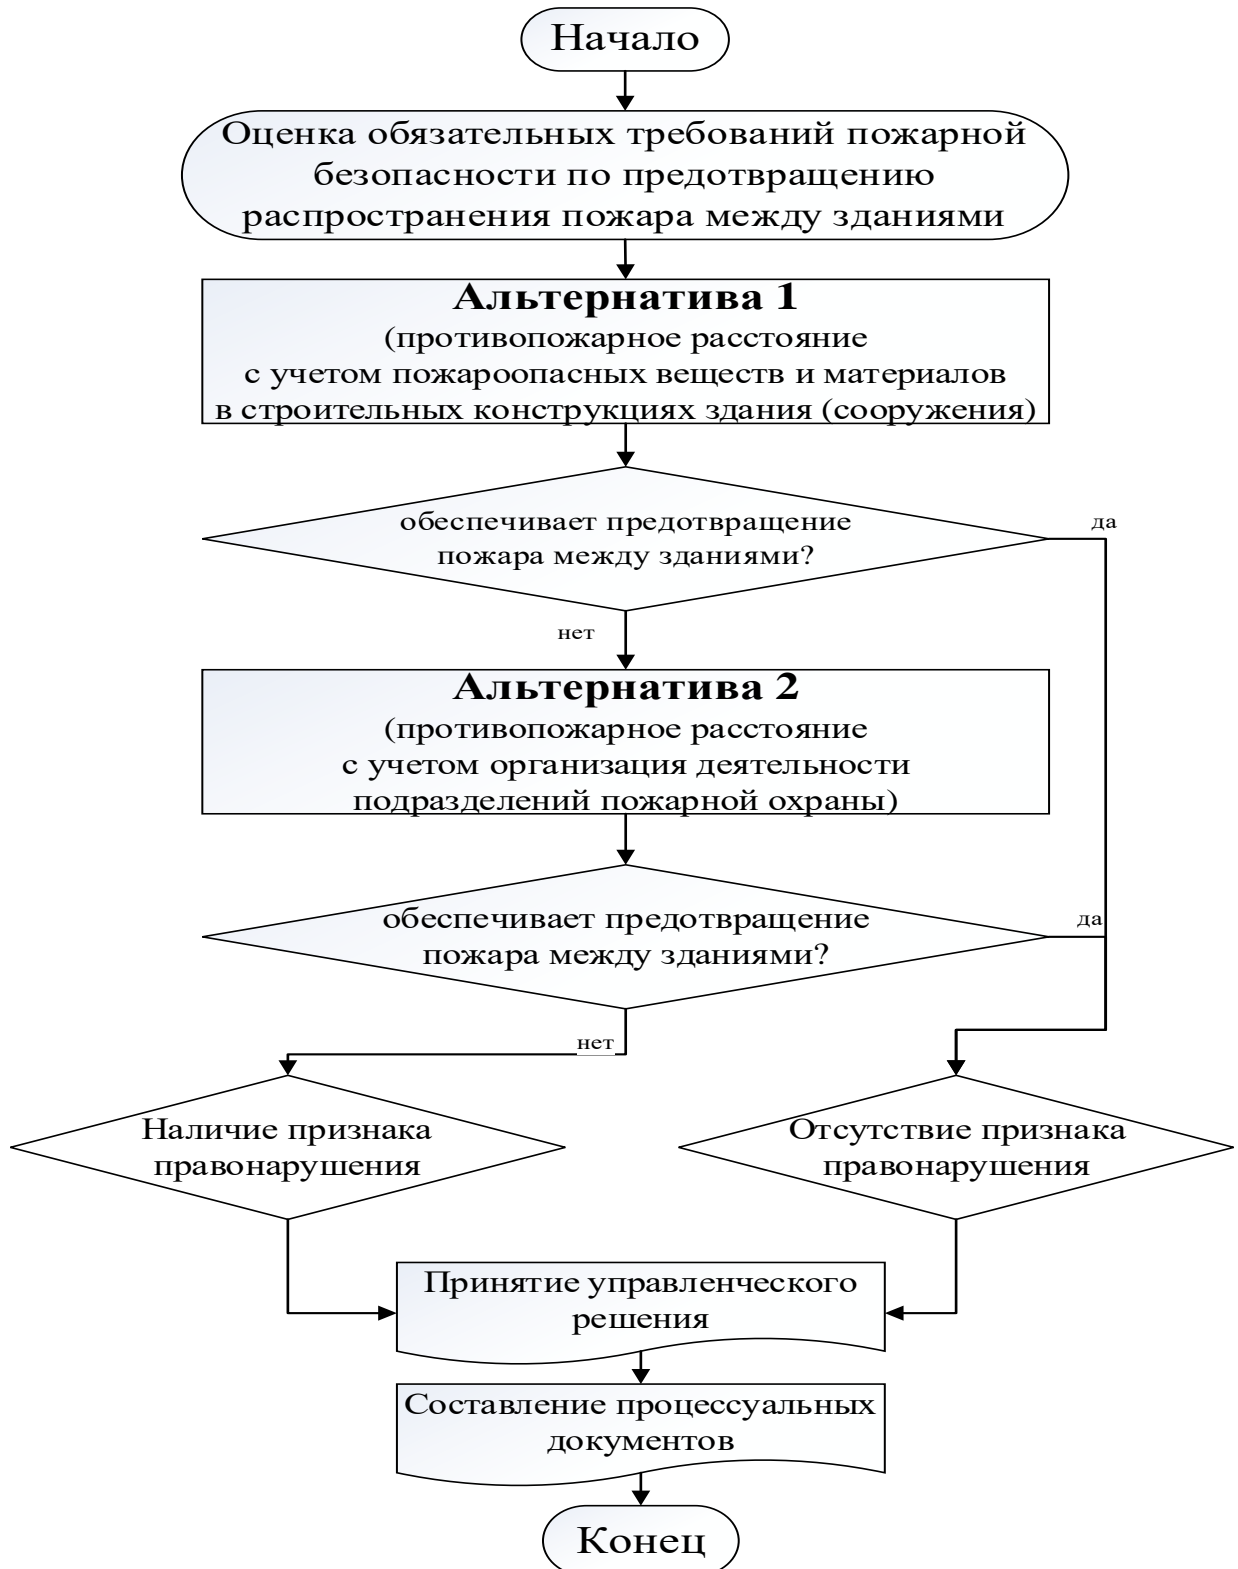 Начало
Оценка обязательных требований пожарной
безопасности по предотвращению
распространения пожара между зданиями
Альтернатива 1
(противопожарное расстояние
с учетом пожароопасных веществ и материалов
в строительных конструкциях здания (сооружения)
обеспечивает предотвращение
пожара между зданиями?
да
нет
Альтернатива 2
(противопожарное расстояние
с учетом организация деятельности
подразделений пожарной охраны)
обеспечивает предотвращение
пожара между зданиями?
да
нет
Наличие признака
правонарушения
Отсутствие признака
правонарушения
Принятие управленческого
решения
Составление процессуальных
документов
Конец